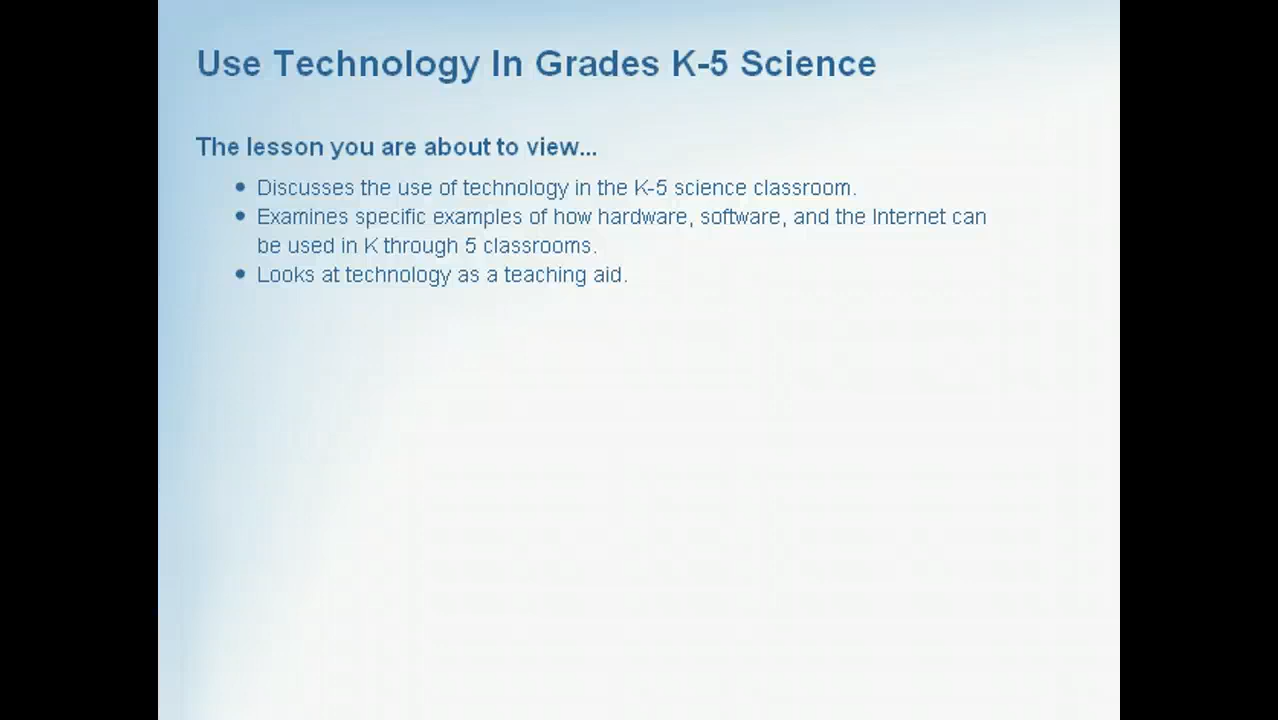 Use Technology In Grades K-5 Science
The lesson you are about to view...
• Discusses the use of technology in the K-5 science classroom.
• Examines specific examples of how hardware, software, and the Internet can
be used in K through 5 classrooms.
• Looks at technology as a teaching aid.